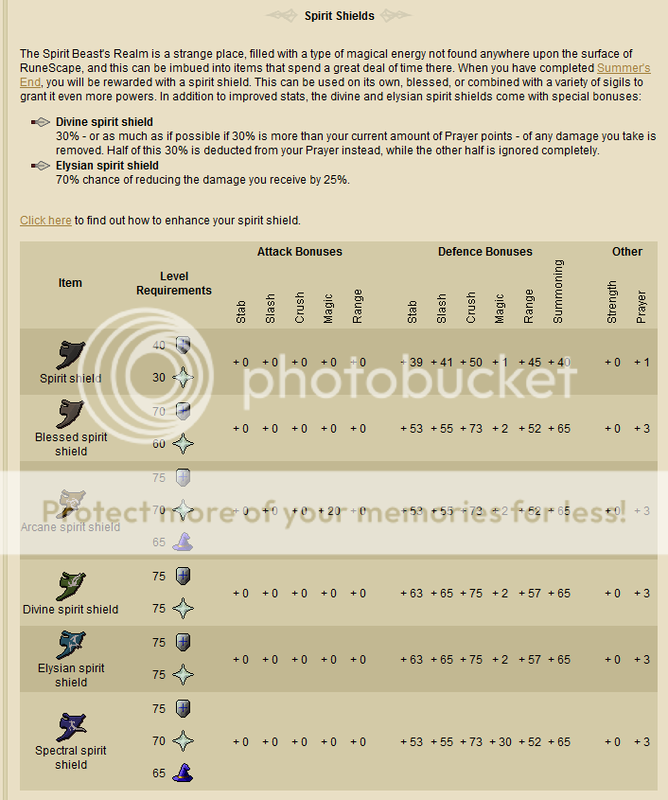 Spirit Shields
The Spirit Beast's Realm is a strange place, filled with a type of magical energy not found anywhere upon the surface of
RuneScape, and this can be imbued into items that spend a great deal of time there. When you have completed Summer's
End, you will be rewarded with a spirit shield. This can be used on its own, blessed, or combined with a variety of sigils to
grant it even more powers. In addition to improved stats, the divine and elysian spirit shields come with special bonuses:
Divine spirit shield
30% - or as much as if possible if 30% is more than your current amount of Prayer points - of any damage you take is
removed. Half of this 30% is deducted from your Prayer instead, while the other half is ignored completely.
Elysian spirit shield
70% chance of reducing the damage you receive by 25%.
Click here to find out how to enhance your spirit shield.
Attack Bonuses Defence Bonuses Other
Item Level
Requirements
Stab Slash Crush Magic Range Stab Slash Crush Magic Range Summoning Strength Prayer
40
+ 0 + 0 + 0 + 0 + 0 + 39 + 41 + 50 + 1 + 45 + 40 + 0 + 1
Spirit shield 30
70
+ 0 + 0 + 0 + 0 + 0 + 53 + 55 + 73 + 2 + 52 + 65 + 0 + 3
Blessed spirit
shield
60
75
70 + 0 + 0 + 0 + 20 + 0 + 53 + 55 + 73 + 2 + 52 + 65 + 0 + 3
Arcane spirit shield
65
75
+ 0 + 0 + 0 + 0 + 0 + 63 + 65 + 75 + 2 + 57 + 65 + 0 + 3
Divine spirit shield 75
75
+ 0 + 0 + 0 + 0 + 0 + 63 + 65 + 75 + 2 + 57 + 65 + 0 + 3
Elysian spirit
shield
75
75
70 + 0 + 0 + 0 + 0 + 0 + 53 + 55 + 73 + 30 + 52 + 65 + 0 + 3
Spectral spirit
shield
65
photobucket
Protect more of your memories for less!